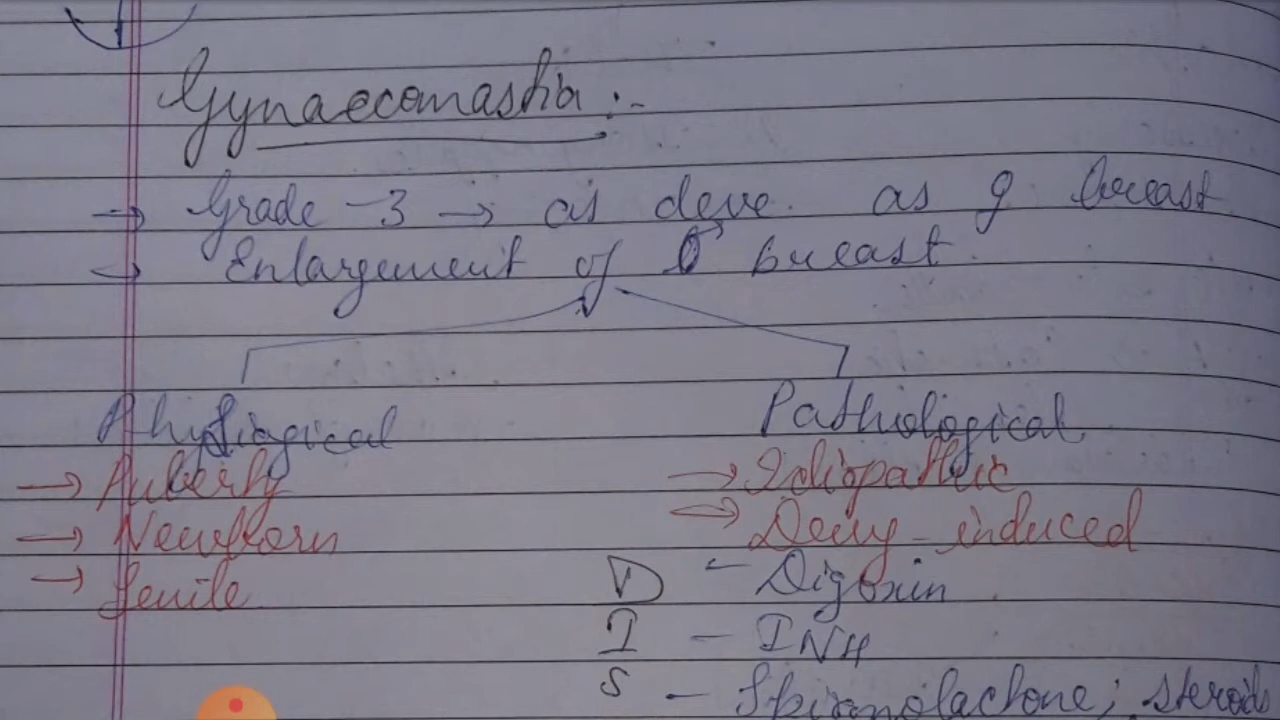 Gynaecomastia :-
→ Grade -3 → as deve. as ♀ breast
→ Enlargement of ♂ breast.
Physiogical Pathological
→ Puberty → Idiopathic
→ Newborn → Drug-induced
→ Senile D - Digoxin
I - INH
S - Spironolactone; steroids